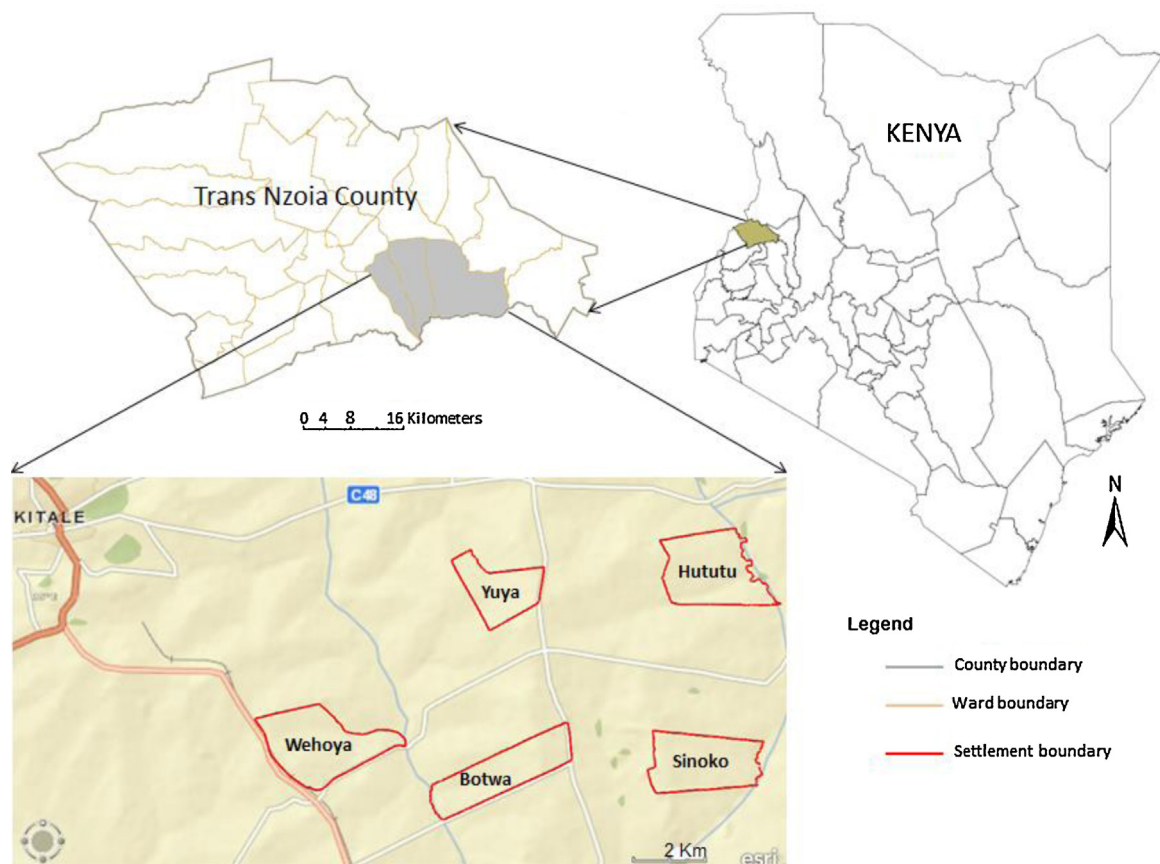 KENYA
Trans Nzoia County
0 4 8 16 Kilometers
C48
KITALE
Yuya
Hututu
Wehoya
Botwa
Sinoko
2 Km
esri
N
Legend
County boundary
Ward boundary
Settlement boundary